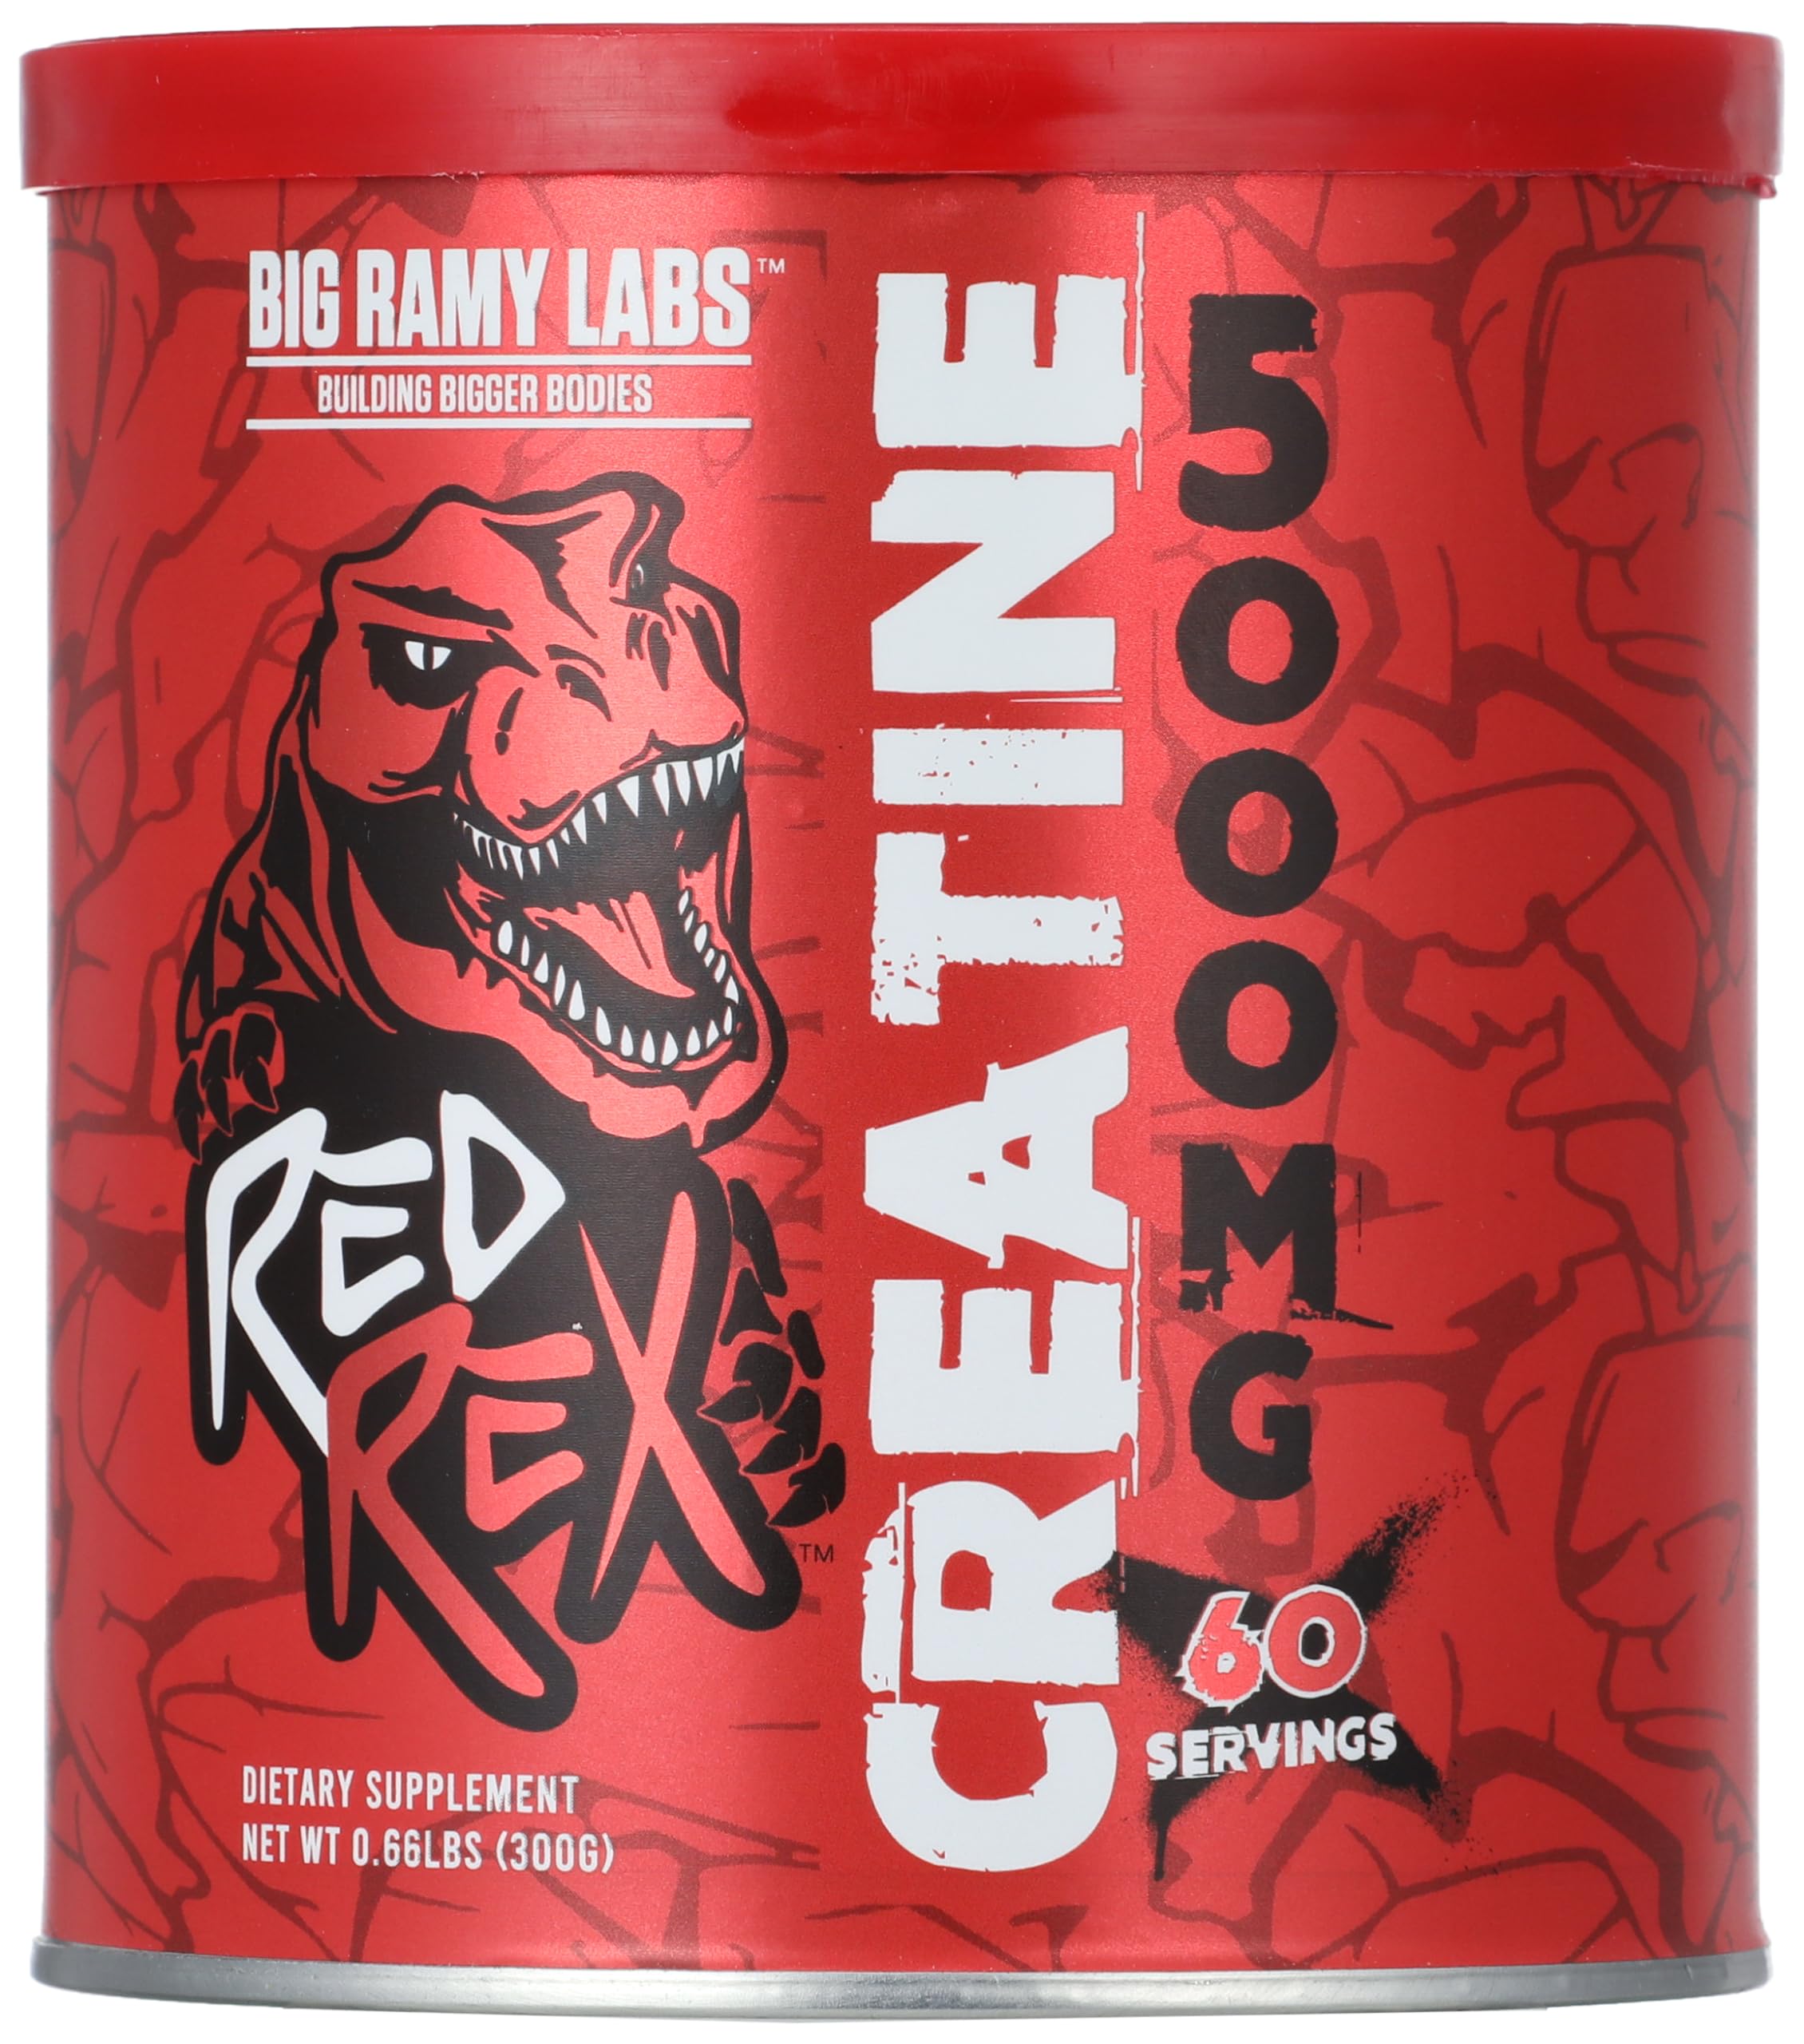 BIG RAMY LABS™
BUILDING BIGGER BODIES
RED
REX™
DIETARY SUPPLEMENT
NET WT 0.66LBS (300G)
CREATINE
5000MG
60
SERVINGS